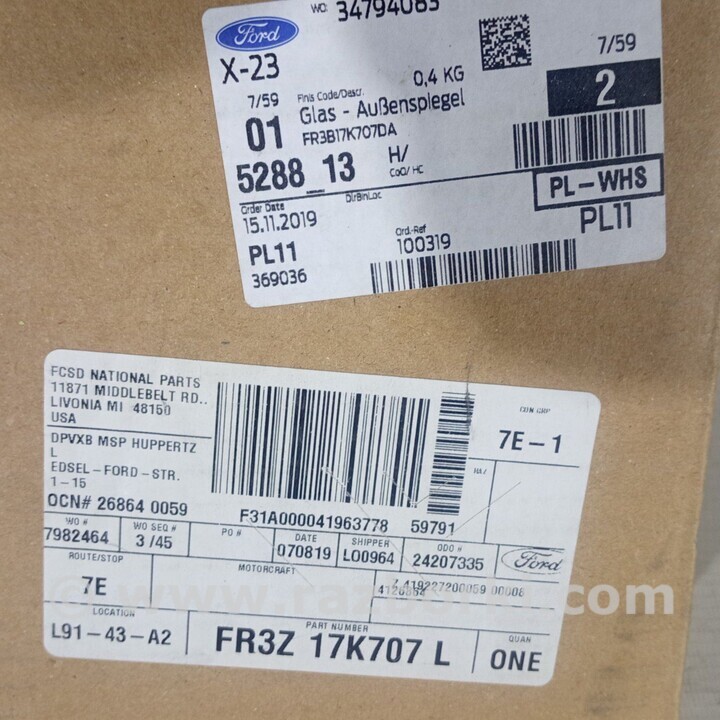 WO: 34794083
Ford
X-23
7/59
0,4 KG
7/59
Finis Code/Descr.
01
Glas - Außenspiegel
FR3B17K707DA
2
5288 13
H/
CoO/ HC
DirBinLoc
PL-WHS
Order Date
15.11.2019
Ord.-Ref
100319
PL11
PL11
369036
FCSD NATIONAL PARTS
11871 MIDDLEBELT RD..
LIVONIA MI 48150
USA
DPVXB MSP HUPPERTZ
L
EDSEL-FORD-STR.
1-15
OCN# 26864 0059
7E-1
F31A000041963778 59791
WO #
7982464
WO SEQ #
3 /45
PO #
DATE
070819
SHIPPER
L00964
ODO #
24207335
Ford
ROUTE/STOP
7E
MOTORCRAFT
LOCATION
L91-43-A2
PART NUMBER
FR3Z 17K707 L
QUAN
ONE